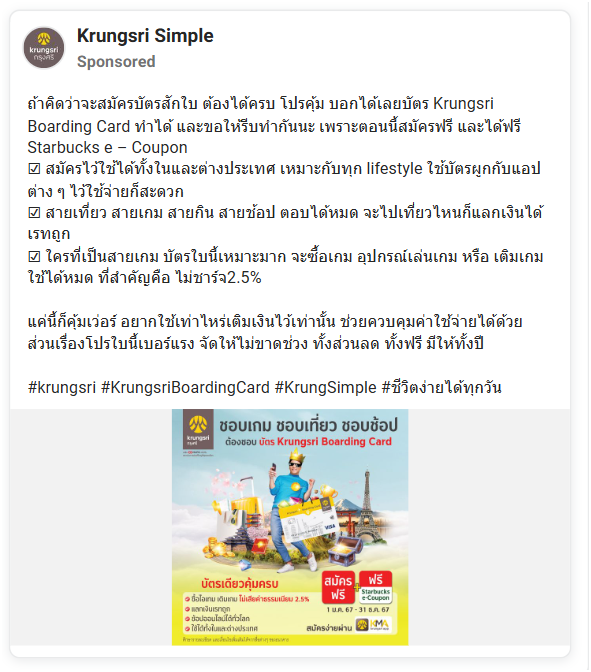 Krungsri Simple
Sponsored
ถ้าคิดว่าจะสมัครบัตรสักใบ ต้องได้ครบ โปรคุ้ม บอกได้เลยบัตร Krungsri
Boarding Card ทำได้ และขอให้รีบทำกันนะ เพราะตอนนี้สมัครฟรี และได้ฟรี
Starbucks e – Coupon
☑ สมัครไว้ใช้ได้ทั้งในและต่างประเทศ เหมาะกับทุก lifestyle ใช้บัตรผูกกับแอป
ต่าง ๆ ไว้ใช้จ่ายก็สะดวก
☑ สายเที่ยว สายเกม สายกิน สายช้อป ตอบได้หมด จะไปเที่ยวไหนก็แลกเงินได้
เรทถูก
☑ ใครที่เป็นสายเกม บัตรใบนี้เหมาะมาก จะซื้อเกม อุปกรณ์เล่นเกม หรือ เติมเกม
ใช้ได้หมด ที่สำคัญคือ ไม่ชาร์จ2.5%
แค่นี้ก็คุ้มเว่อร์ อยากใช้เท่าไหร่เติมเงินไว้เท่านั้น ช่วยควบคุมค่าใช้จ่ายได้ด้วย
ส่วนเรื่องโปรใบนี้เบอร์แรง จัดให้ไม่ขาดช่วง ทั้งส่วนลด ทั้งฟรี มีให้ทั้งปี
#krungsri #KrungsriBoardingCard #KrungSimple #ชีวิตง่ายได้ทุกวัน
krungsri
กรุงศรี
ชอบเกม ชอบเที่ยว ชอบช้อป
ต้องชอบ บัตร Krungsri Boarding Card
VISA
บัตรเดียวคุ้มครบ
ซื้อไอเทม เติมเกม ไม่เสียค่าธรรมเนียม 2.5%
แลกเงินเรทถูก
ช้อปออนไลน์ได้ทั่วโลก
ใช้ได้ทั้งในและต่างประเทศ
สมัคร
ฟรี
ฟรี
Starbucks
e-Coupon
1 ม.ค. 67 - 31 ธ.ค. 67
สมัครง่ายผ่าน KMA